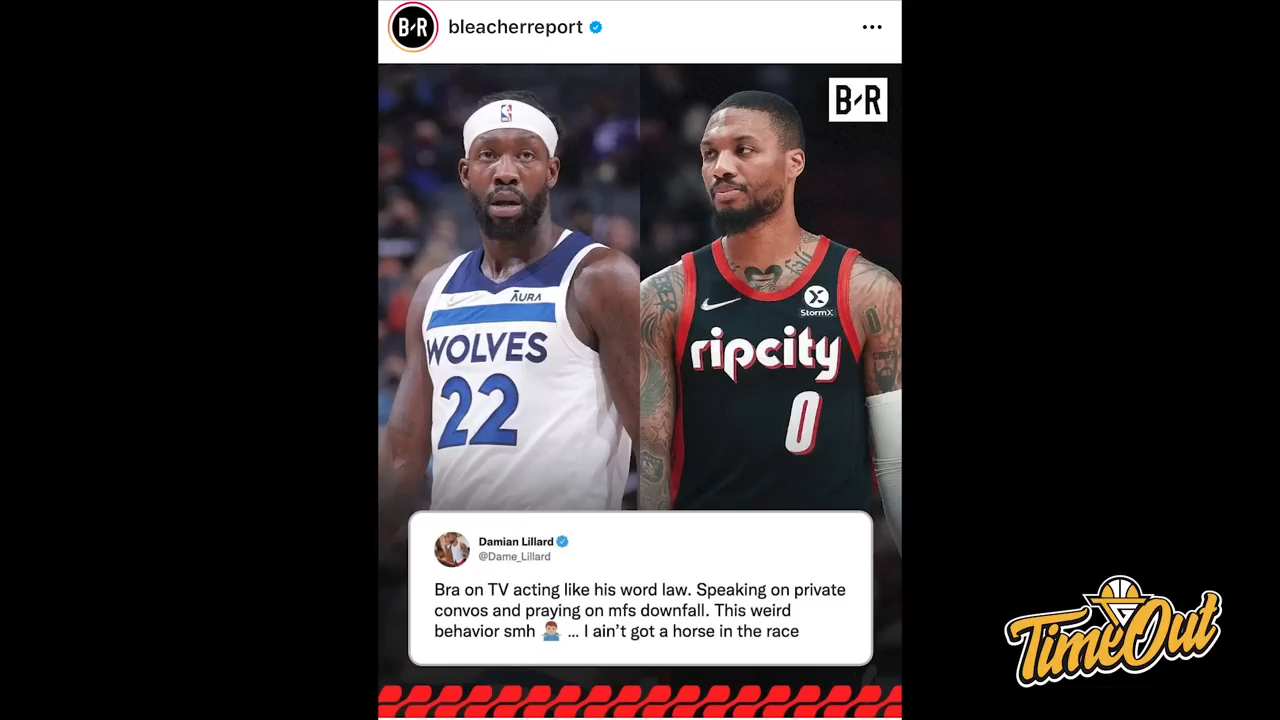 B/R
bleacherreport
B/R
AURA
WOLVES
22
StormX
ripcity
0
Damian Lillard
@Dame_Lillard
Bra on TV acting like his word law. Speaking on private
convos and praying on mfs downfall. This weird
behavior smh 🤷🏽‍♂️ … I ain’t got a horse in the race
TimeOut